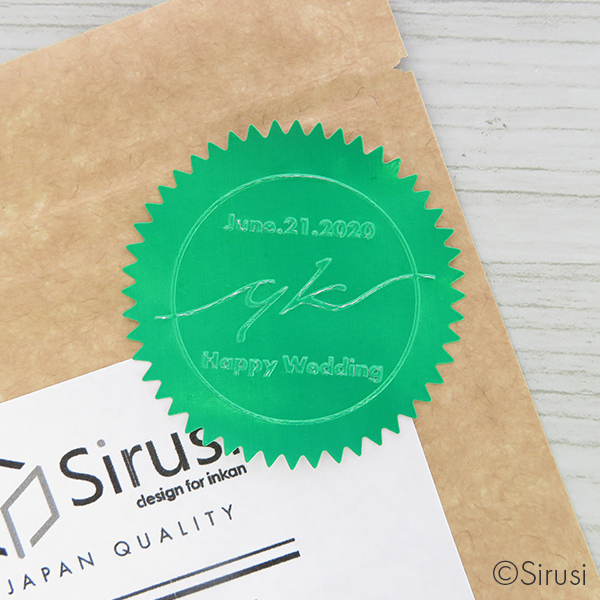 June.21.2020
yk
Happy Wedding
Sirusi
design for inkan
JAPAN QUALITY
©Sirusi